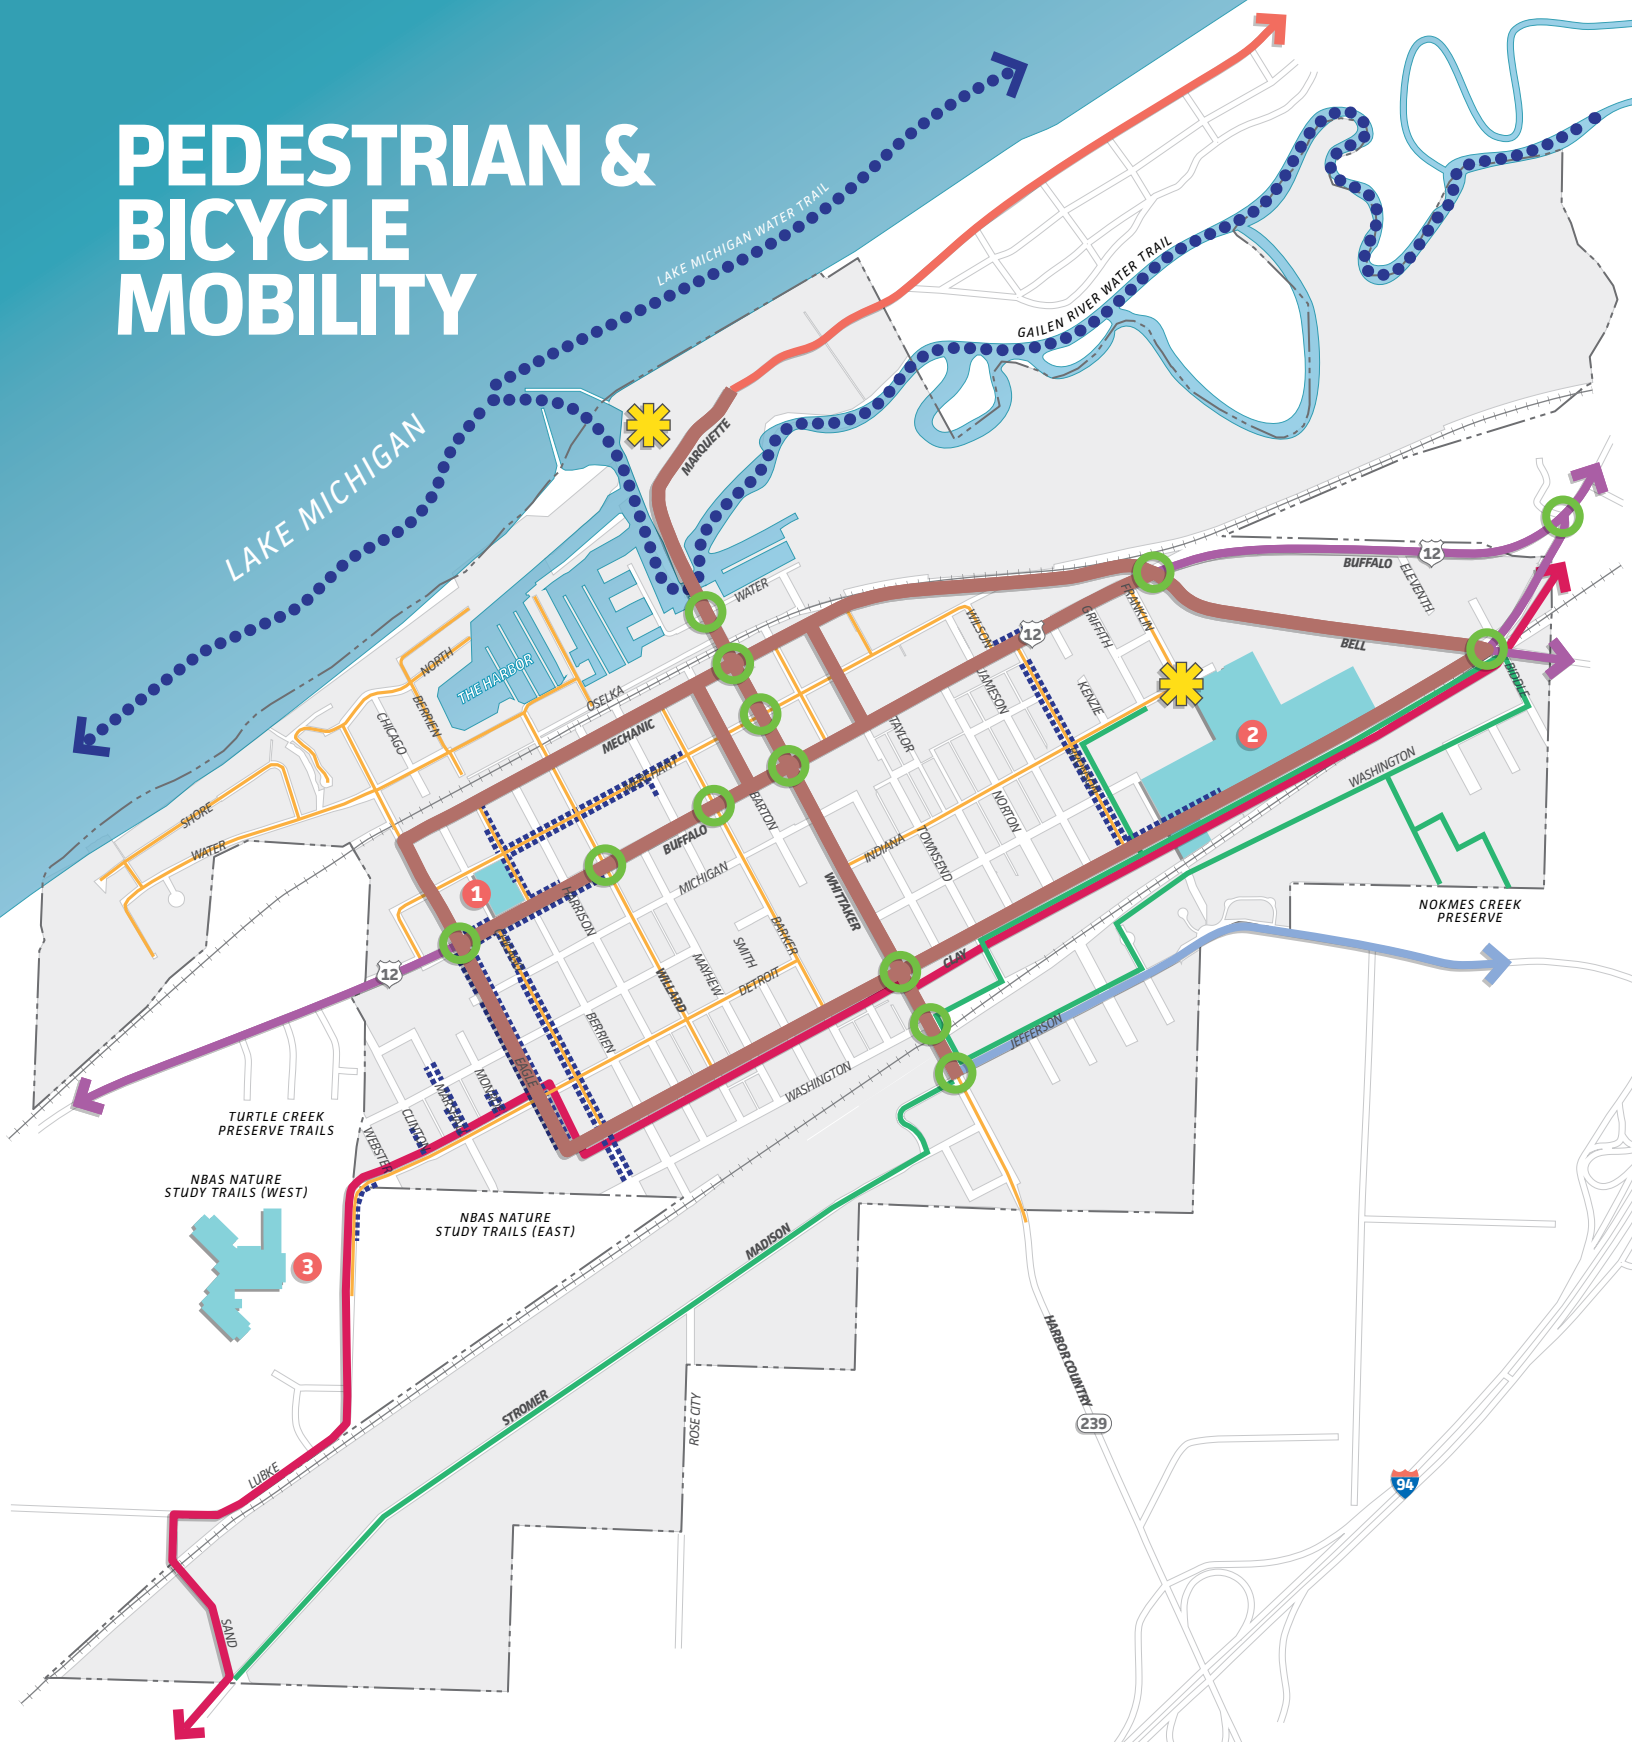 PEDESTRIAN &
BICYCLE
MOBILITY
LAKE MICHIGAN WATER TRAIL
GAILEN RIVER WATER TRAIL
LAKE MICHIGAN
MARQUETTE
WATER
BUFFALO
12
ELEVENTH
BELL
BIDDLE
FRANKLIN
GRIFFITH
WILSON
12
KENZIE
JAMESON
NORTH
THE HARBOR
BERRIEN
CHICAGO
OSELKA
MECHANIC
TAYLOR
2
WASHINGTON
MERCHANT
SHORE
WATER
BARTON
NORTON
BUFFALO
INDIANA
TOWNSEND
MICHIGAN
1
HARRISON
WHITTAKER
NOKMES CREEK
PRESERVE
BARKER
SMITH
MAYHEW
DETROIT
CLAY
12
WILLARD
BERRIEN
JEFFERSON
EAGLE
WASHINGTON
CLINTON
WEBSTER
TURTLE CREEK
PRESERVE TRAILS
NBAS NATURE
STUDY TRAILS (WEST)
NBAS NATURE
STUDY TRAILS (EAST)
3
MADISON
HARBOR COUNTRY
239
STROMER
ROSE CITY
LUBKE
94
SAND